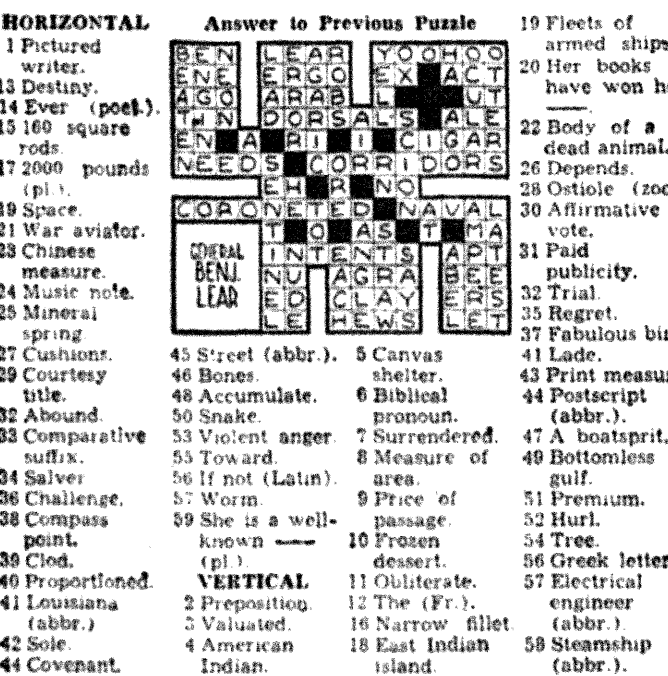 HORIZONTAL
1 Pictured
writer.
13 Destiny.
14 Ever (poet.).
15 160 square
rods.
17 2000 pounds
(pl.).
19 Space.
21 War aviator.
23 Chinese
measure.
24 Music note.
25 Mineral
spring.
27 Cushions.
29 Courtesy
title.
32 Abound.
33 Comparative
suffix.
34 Salver
36 Challenge.
38 Compass
point.
39 Clod.
40 Proportioned.
41 Louisiana
(abbr.)
42 Sole.
44 Covenant.
Answer to Previous Puzzle
BEN LEAR YOOHOO
ENE ERGO EX ACT
AGO ARAB L UT
TWIN DORSALS ALE
EN A RI I CIGAR
NEEDS CORRIDORS
EH R NO
CORONETED NAVAL
T O AS T MA
INTENTS APT
NU AGRA BEE
ED CLAY ERS
LE HEWS LET
GENERAL
BENJ.
LEAR
45 Street (abbr.).
46 Bones.
48 Accumulate.
50 Snake.
53 Violent anger.
55 Toward.
56 If not (Latin).
57 Worm.
59 She is a well-
known ——
(pl.).
VERTICAL
2 Preposition.
3 Valuated.
4 American
Indian.
5 Canvas
shelter.
6 Biblical
pronoun.
7 Surrendered.
8 Measure of
area.
9 Price of
passage.
10 Frozen
dessert.
11 Obliterate.
12 The (Fr.).
16 Narrow fillet.
18 East Indian
island.
19 Fleets of
armed ships
20 Her books
have won
——.
22 Body of a
dead animal.
26 Depends.
28 Ostiole
30 Affirmative
vote.
31 Paid
publicity.
32 Trial.
35 Regret.
37 Fabulous
41 Lade.
43 Print
44 Postscript
(abbr.).
47 A boatsprit.
49 Bottomless
gulf.
51 Premium.
52 Hurl.
54 Tree.
56 Greek letter
57 Electrical
engineer
(abbr.).
58 Steamship
(abbr.).